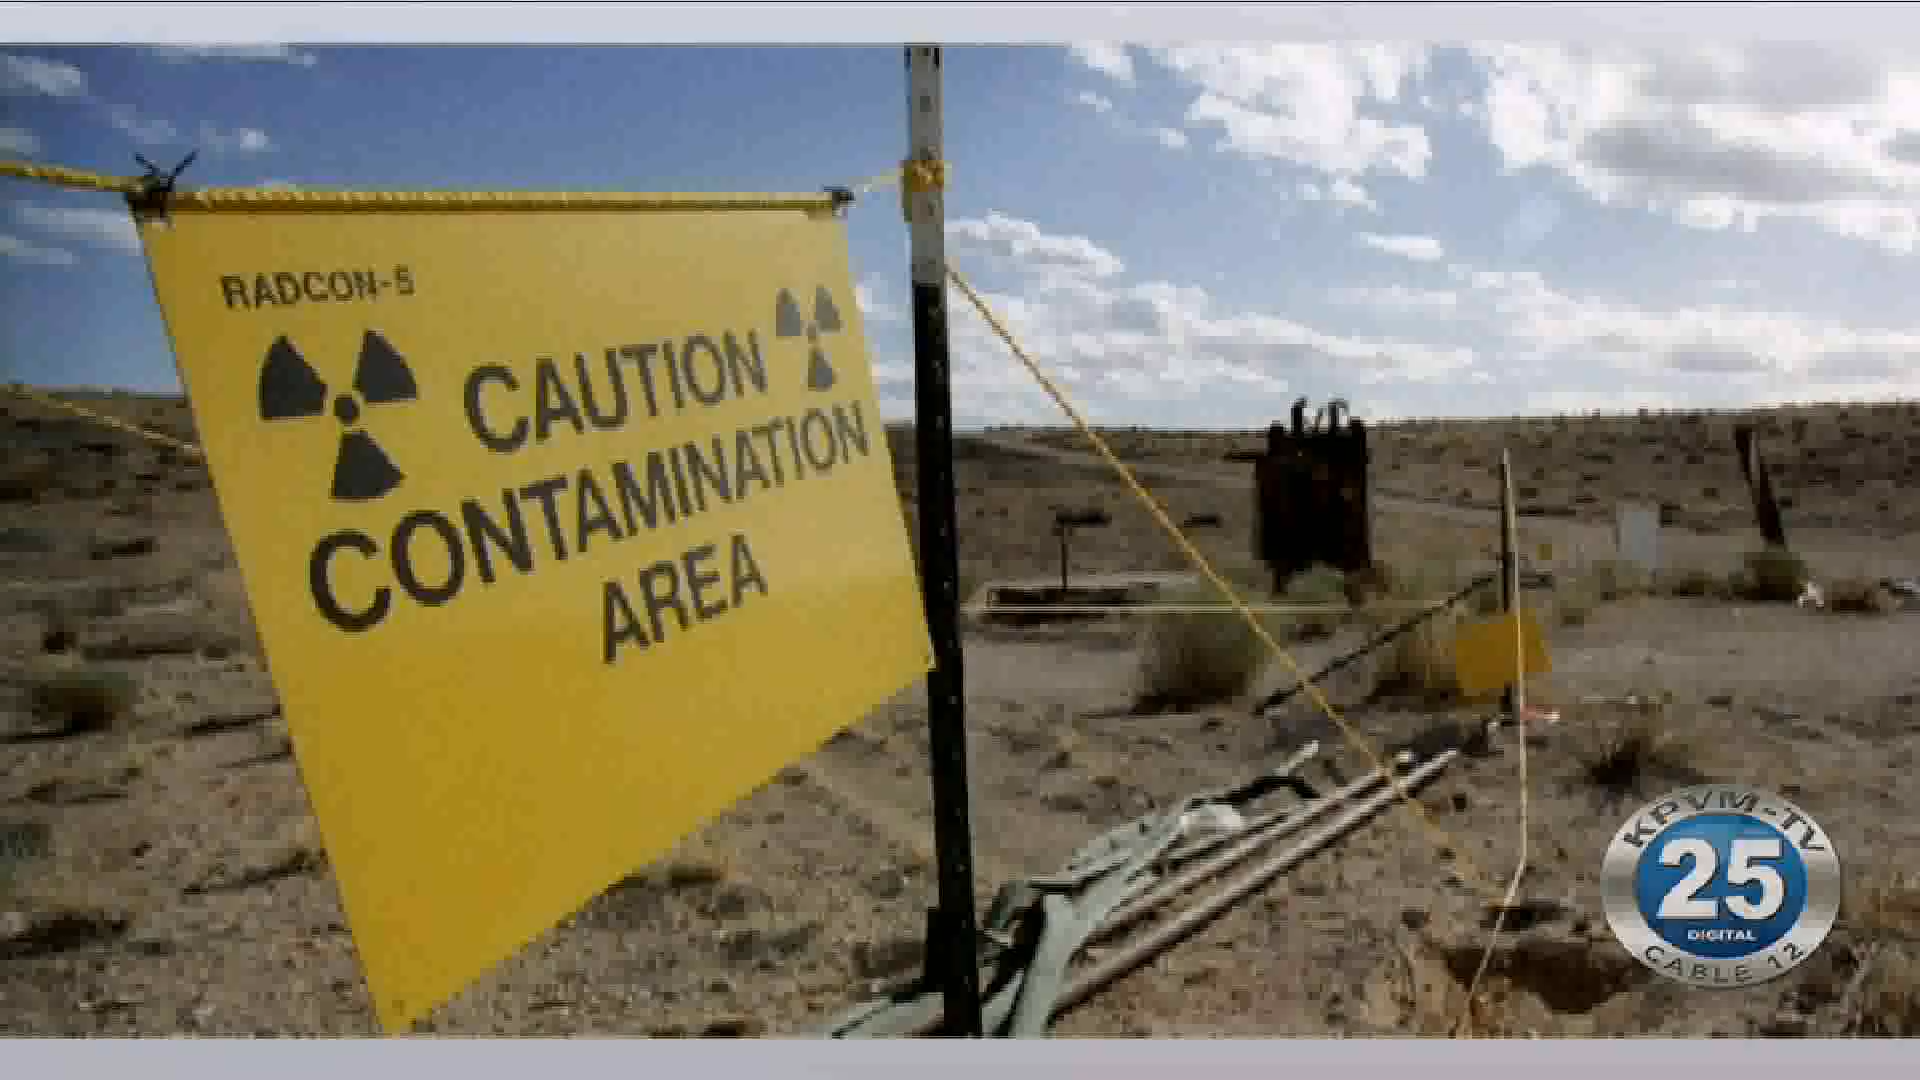 RADCON-5
CAUTION
CONTAMINATION
AREA
KPVM-TV
25
DIGITAL
CABLE 12